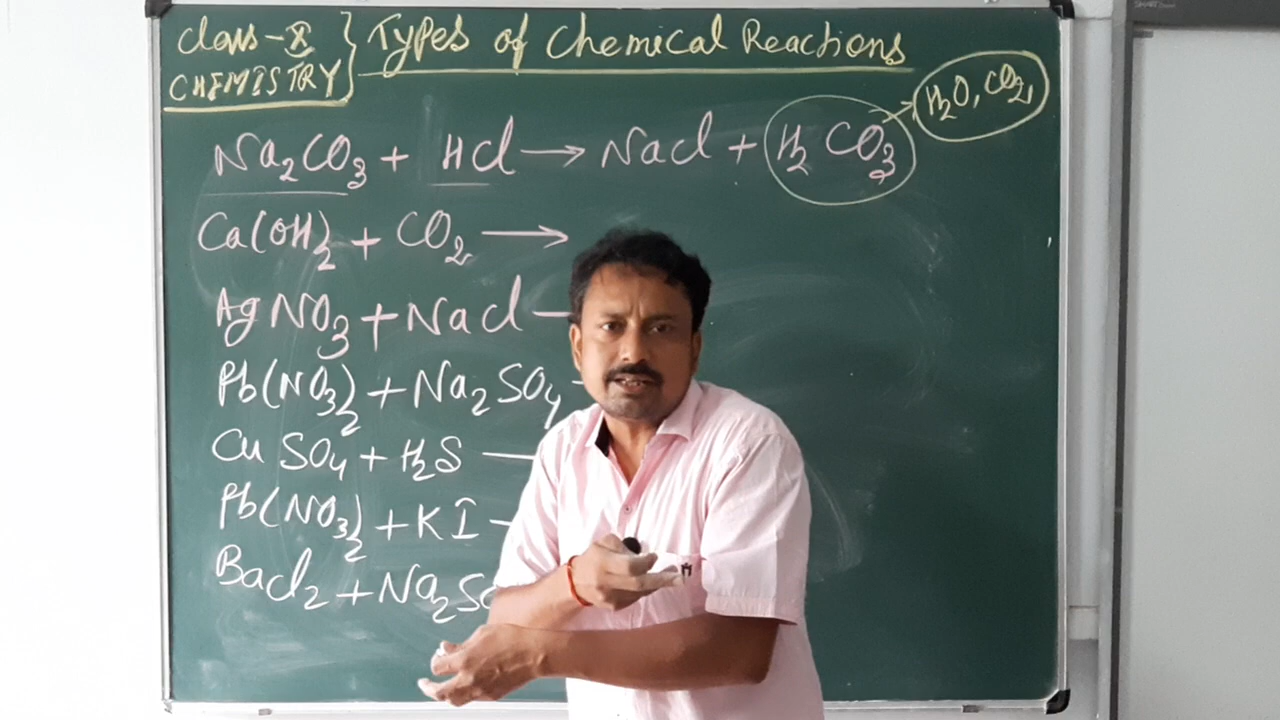 Class-X
CHEMISTRY
Types of Chemical Reactions
H₂O, CO₂
Na₂CO₃ + HCl → NaCl + H₂CO₃
Ca(OH)₂ + CO₂ →
AgNO₃ + NaCl —
Pb(NO₃)₂ + Na₂SO₄ -
CuSO₄ + H₂S —
Pb(NO₃)₂ + KI -
BaCl₂ + Na₂SO